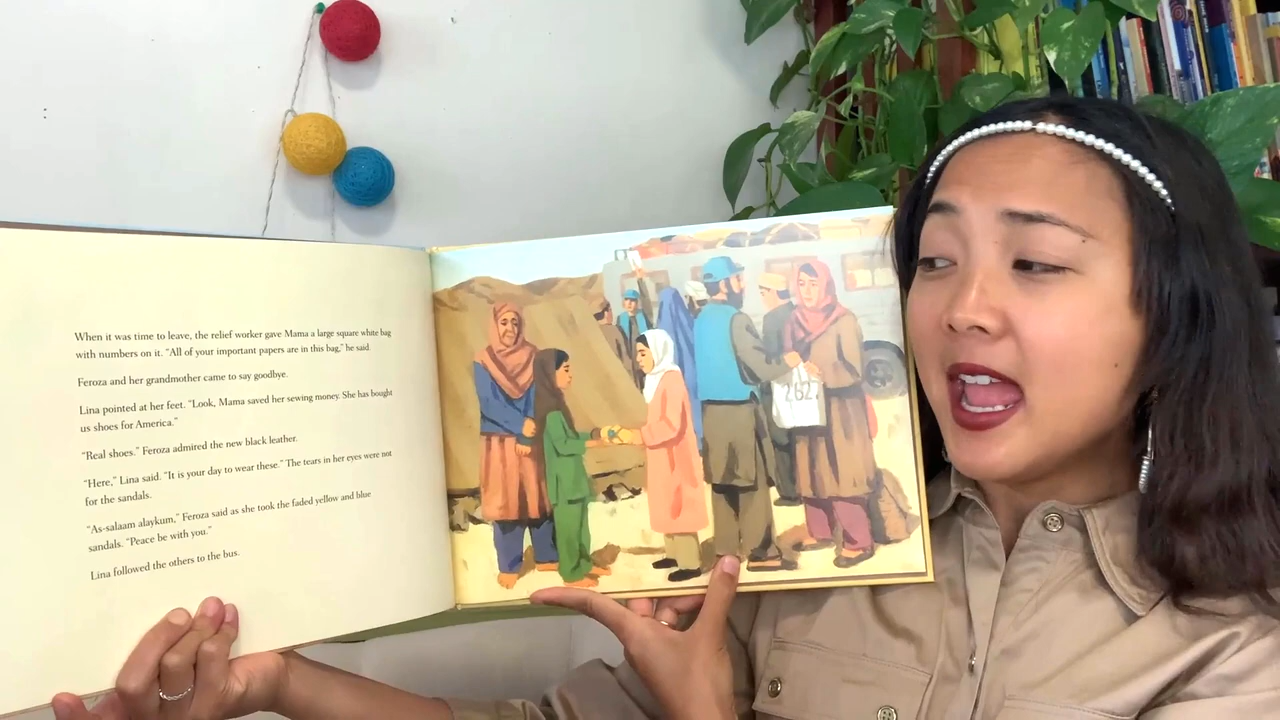 When it was time to leave, the relief worker gave Mama a large square white bag
with numbers on it. “All of your important papers are in this bag,” he said.
Feroza and her grandmother came to say goodbye.
Lina pointed at her feet. “Look, Mama saved her sewing money. She has bought
us shoes for America.”
“Real shoes.” Feroza admired the new black leather.
“Here,” Lina said. “It is your day to wear these.” The tears in her eyes were not
for the sandals.
“As-salaam alaykum,” Feroza said as she took the faded yellow and blue
sandals. “Peace be with you.”
Lina followed the others to the bus.
262